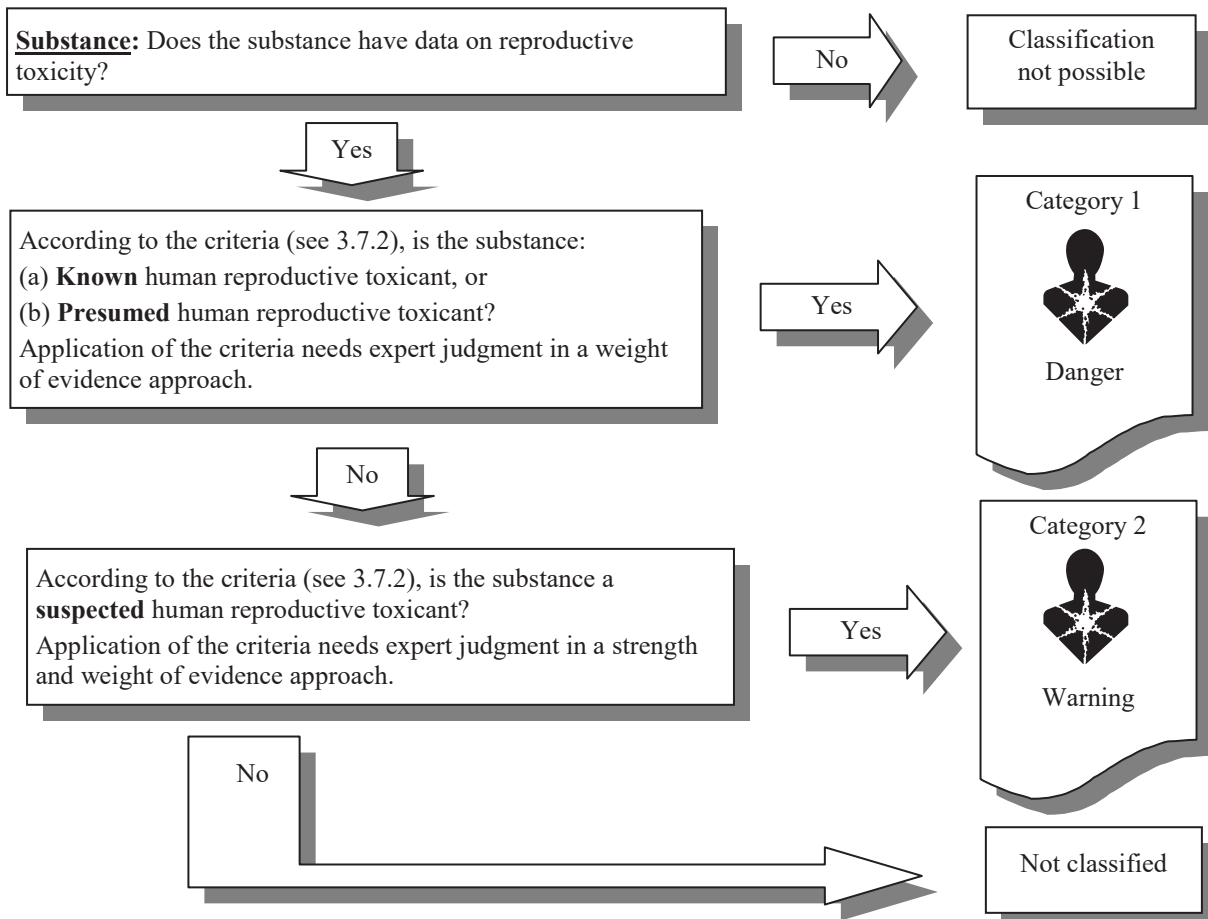 Substance: Does the substance have data on reproductive
toxicity?
No
Classification
not possible
Yes
According to the criteria (see 3.7.2), is the substance:
(a) Known human reproductive toxicant, or
(b) Presumed human reproductive toxicant?
Application of the criteria needs expert judgment in a weight
of evidence approach.
Yes
Category 1
Danger
No
According to the criteria (see 3.7.2), is the substance a
suspected human reproductive toxicant?
Application of the criteria needs expert judgment in a strength
and weight of evidence approach.
Yes
Category 2
Warning
No
Not classified